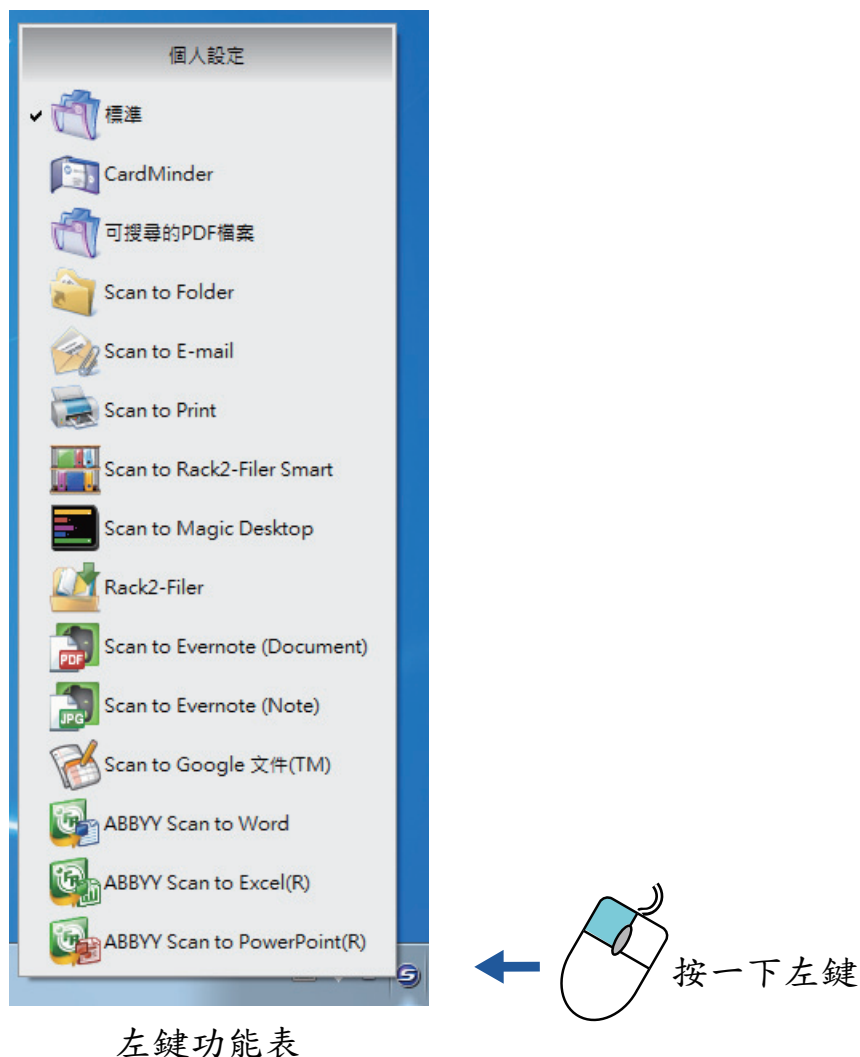 個人設定
標準
CardMinder
可搜尋的PDF檔案
Scan to Folder
Scan to E-mail
Scan to Print
Scan to Rack2-Filer Smart
Scan to Magic Desktop
Rack2-Filer
PDF
Scan to Evernote (Document)
JPG
Scan to Evernote (Note)
Scan to Google 文件(TM)
ABBYY Scan to Word
ABBYY Scan to Excel(R)
ABBYY Scan to PowerPoint(R)
按一下左鍵
左鍵功能表